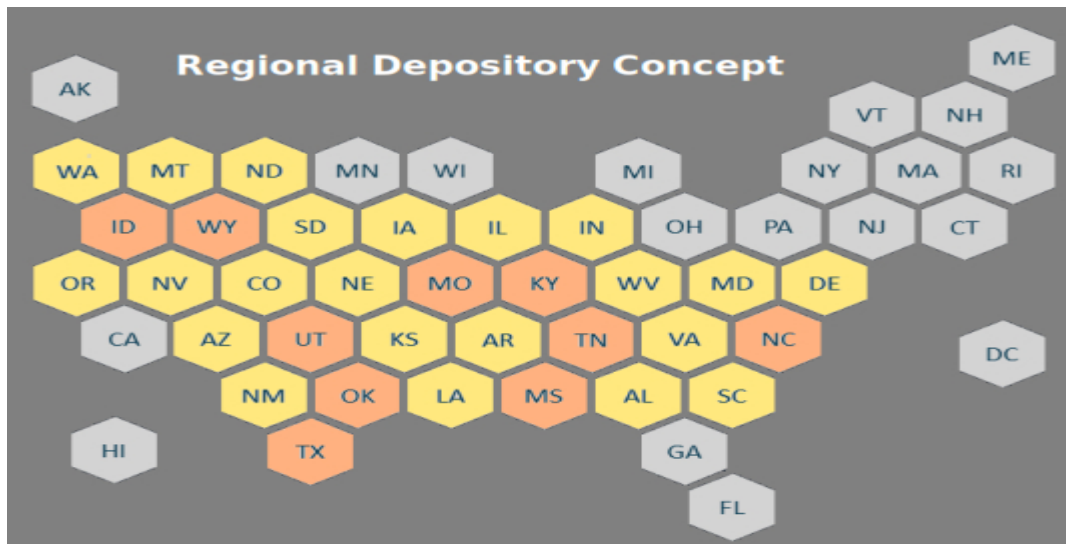 Regional Depository Concept
ME
AK
VT NH
WA MT ND MN WI MI NY MA RI
ID WY SD IA IL IN OH PA NJ CT
OR NV CO NE MO KY WV MD DE
CA AZ UT KS AR TN VA NC DC
NM OK LA MS AL SC
HI TX GA
FL